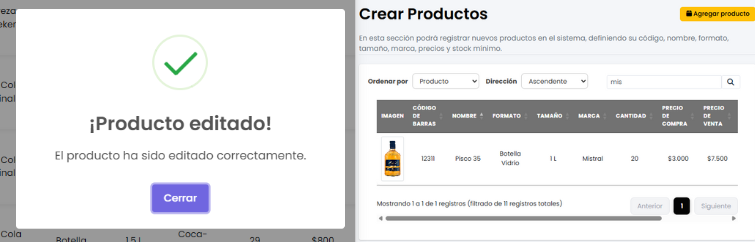 reza
eker
Col
inal
¡Producto editado!
El producto ha sido editado correctamente.
Cerrar
Cola
Botella
1.5 L
Coca-
29
$800
Crear Productos
Agregar producto
En esta sección podrá registrar nuevos productos en el sistema, definiendo su código, nombre, formato,
tamaño, marca, precios y stock mínimo.
Ordenar por Producto Dirección Ascendente mis
IMAGEN CÓDIGO DE BARRAS NOMBRE FORMATO TAMAÑO MARCA CANTIDAD PRECIO DE COMPRA PRECIO DE VENTA
12311 Pisco 35 Botella Vidrio 1 L Mistral 20 $3.000 $7.500
Mostrando 1 a 1 de 1 registros (filtrado de 11 registros totales)
Anterior 1 Siguiente